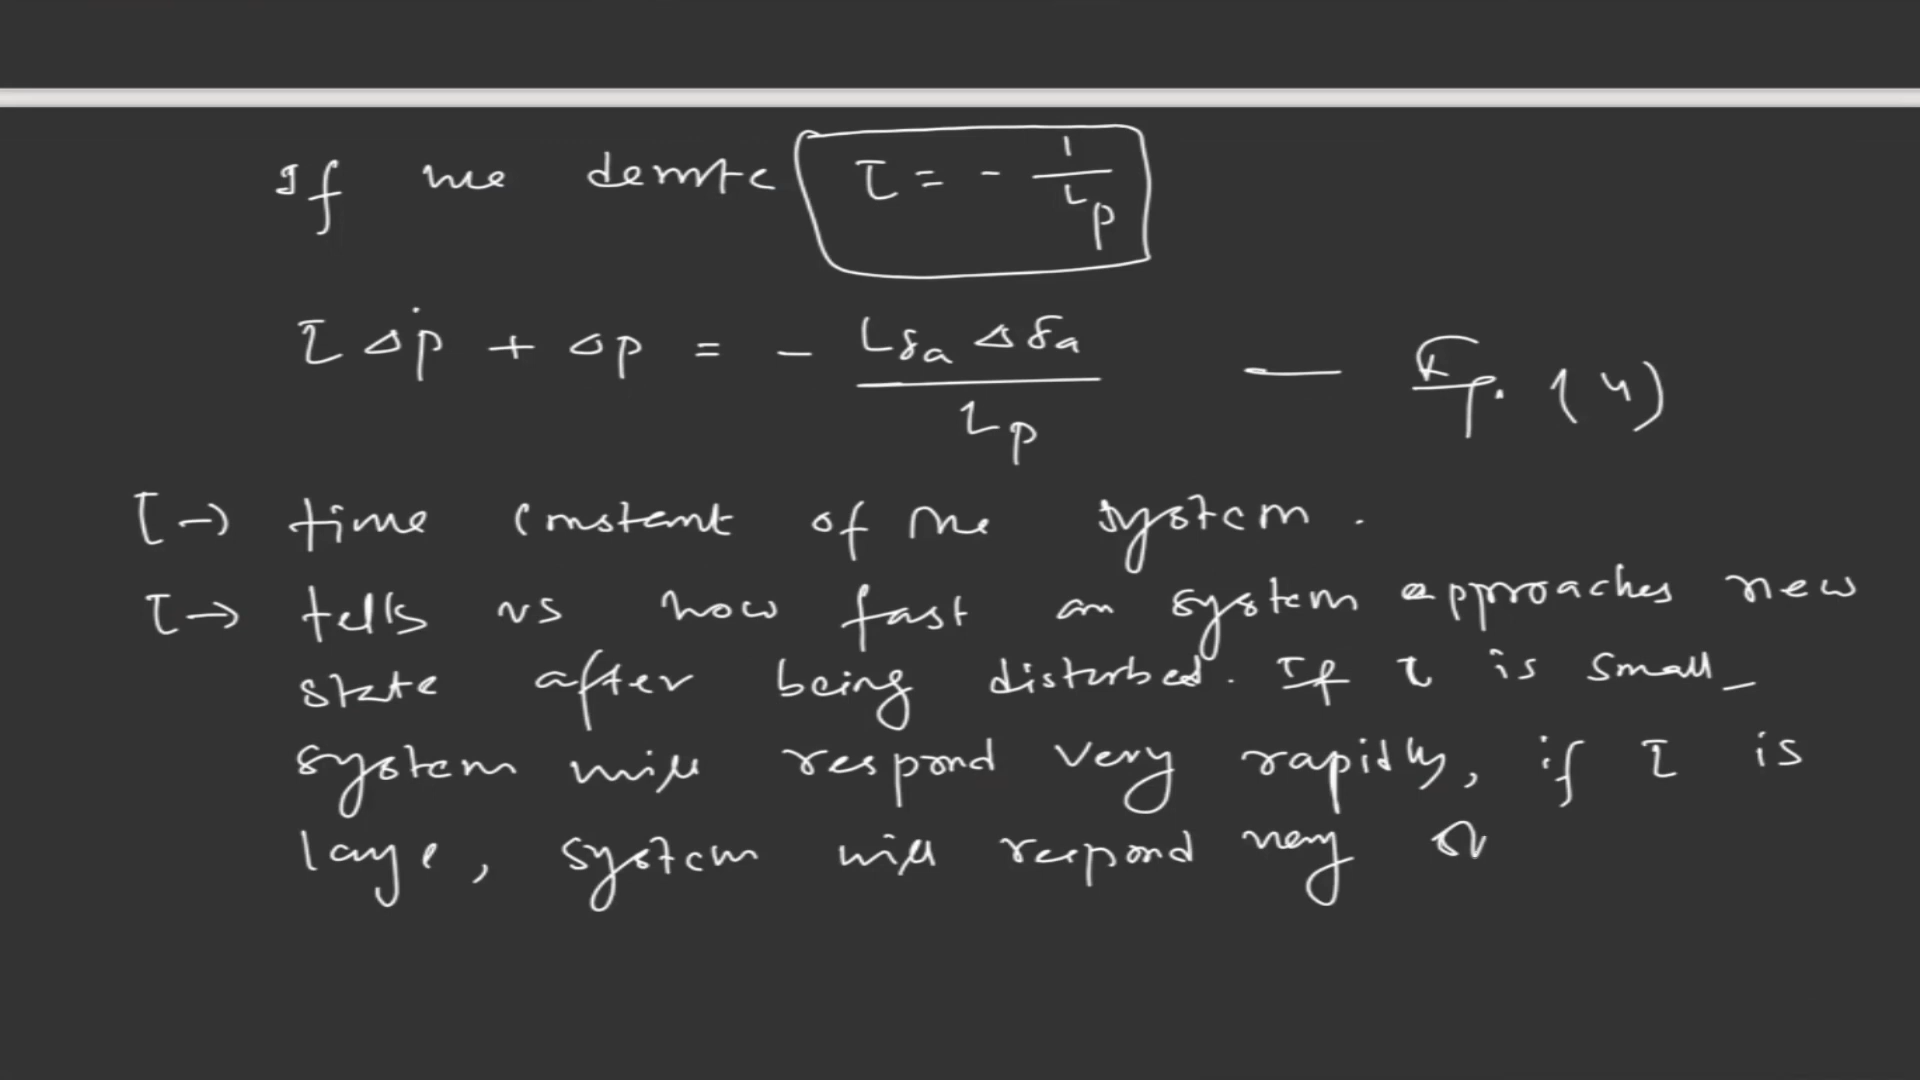 If we denote τ = - 1/Lp
τ Δṗ + Δp = - Lδa Δδa / Lp — Eq. (4)
τ → time constant of the system.
τ → tells us how fast an system approaches new
state after being disturbed. If τ is small_
system will respond very rapidly, if τ is
large, system will respond very